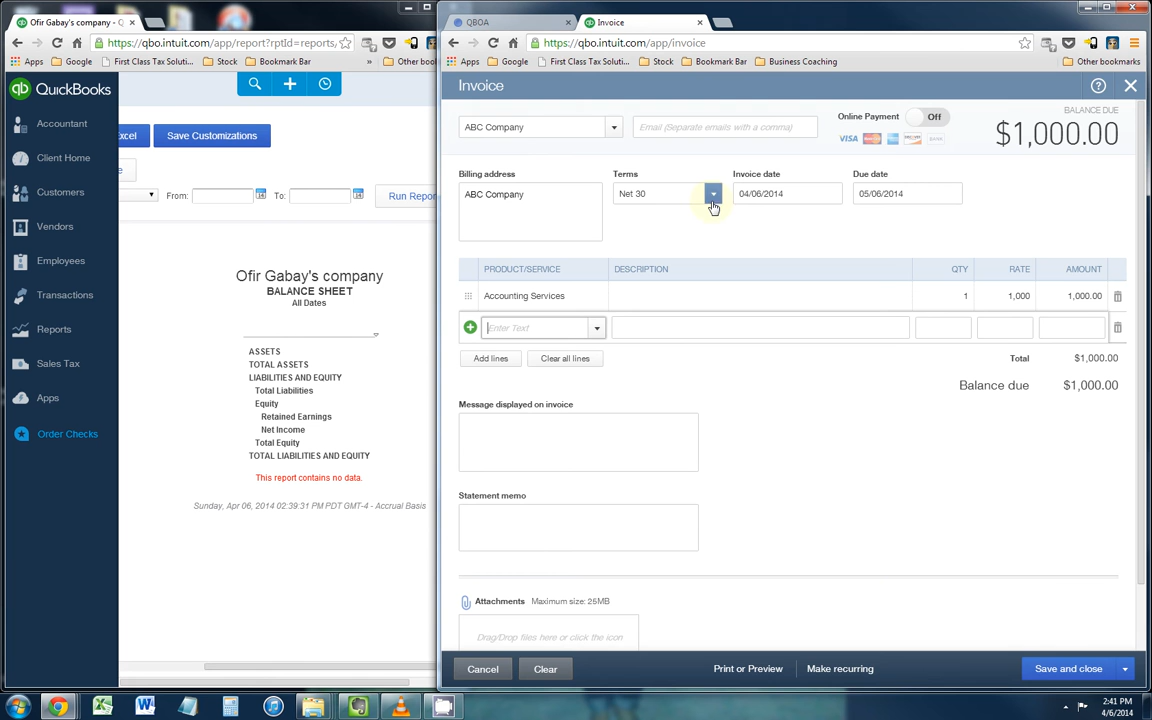 Ofir Gabay's company - Q
https://qbo.intuit.com/app/report?rptId=reports,
Apps
Google
First Class Tax Soluti...
Stock
Bookmark Bar
»
Other boo
QuickBooks
Accountant
Client Home
Customers
Vendors
Employees
Transactions
Reports
Sales Tax
Apps
Order Checks
xcel
Save Customizations
e
From:
To:
Run Repor
Ofir Gabay's company
BALANCE SHEET
All Dates
ASSETS
TOTAL ASSETS
LIABILITIES AND EQUITY
Total Liabilities
Equity
Retained Earnings
Net Income
Total Equity
TOTAL LIABILITIES AND EQUITY
This report contains no data.
Sunday, Apr 06, 2014 02:39:31 PM PDT GMT-4 - Accrual Basis
QBOA
Invoice
https://qbo.intuit.com/app/invoice
Apps
Google
First Class Tax Soluti...
Stock
Bookmark Bar
Business Coaching
Other bookmarks
Invoice
ABC Company
Email (Separate emails with a comma)
Online Payment
Off
VISA
BALANCE DUE
$1,000.00
Billing address
ABC Company
Terms
Net 30
Invoice date
04/06/2014
Due date
05/06/2014
PRODUCT/SERVICE DESCRIPTION QTY RATE AMOUNT
Accounting Services 1 1,000 1,000.00
Enter Text
Add lines
Clear all lines
Total $1,000.00
Balance due $1,000.00
Message displayed on invoice
Statement memo
Attachments Maximum size: 25MB
Drag/Drop files here or click the icon
Cancel
Clear
Print or Preview
Make recurring
Save and close
2:41 PM
4/6/2014